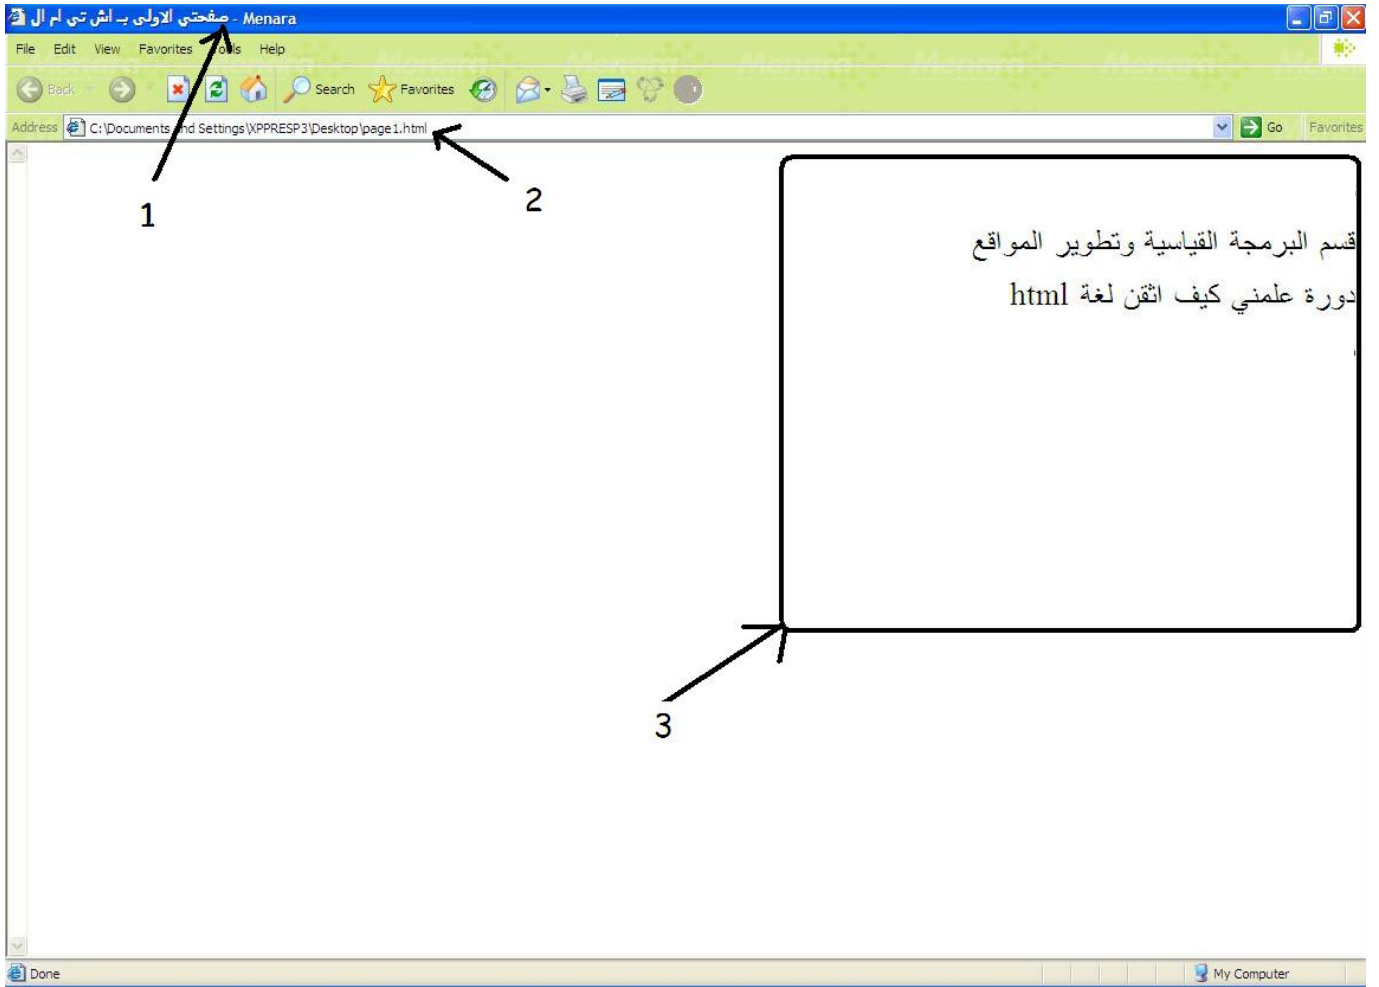 صفحتي الاولى بـ اش تي ام ال - Menara
File Edit View Favorites Tools Help
Back Search Favorites
Address C:\Documents and Settings\XPPRESP3\Desktop\page1.html Go Favorites
1
2
قسم البرمجة القياسية وتطوير المواقع
دورة علمني كيف اثقن لغة html
3
Done My Computer